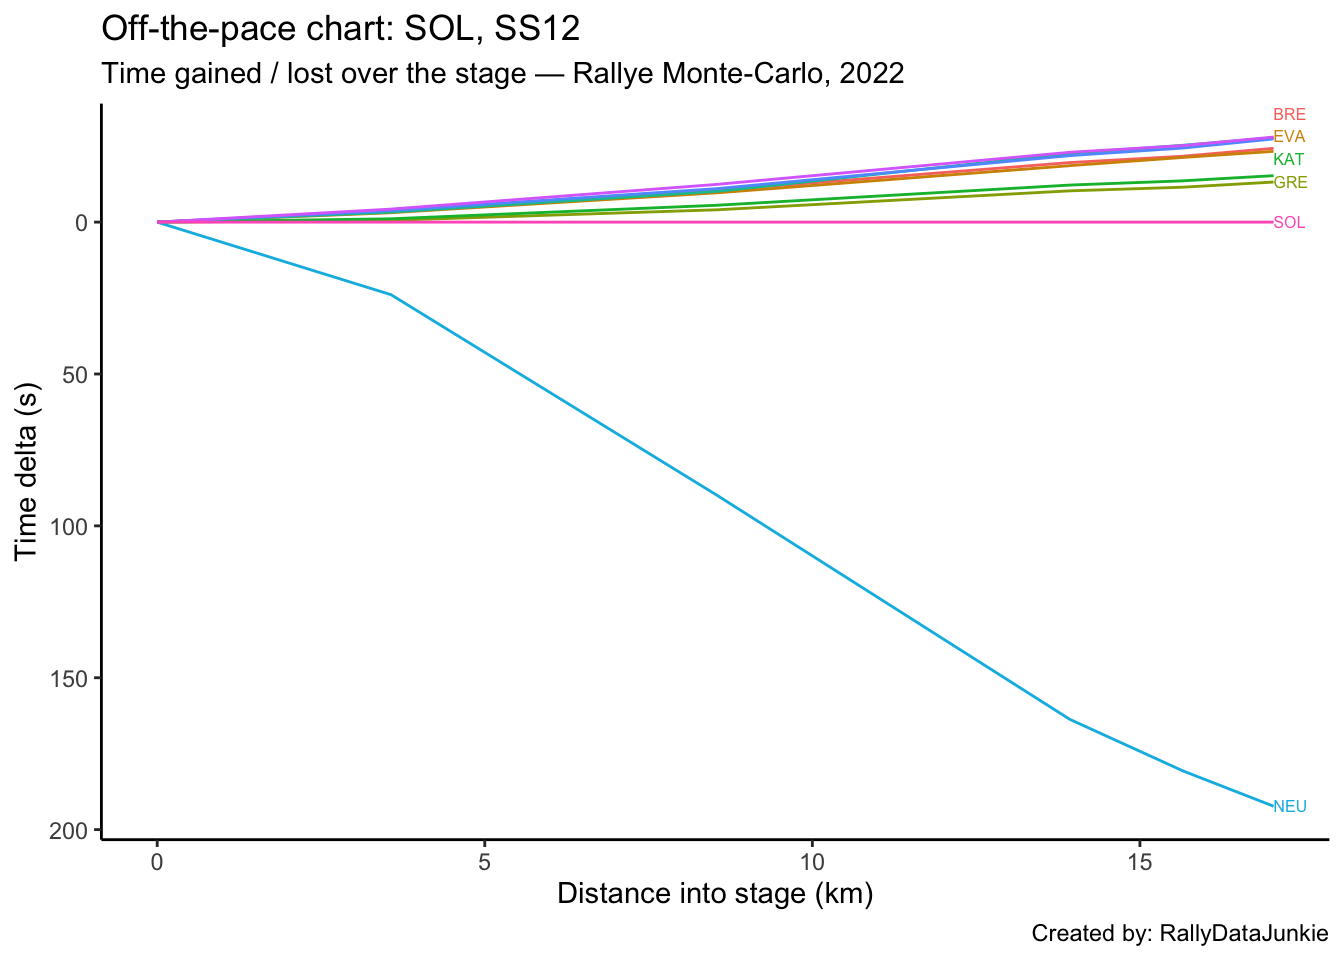 Off-the-pace chart: SOL, SS12
Time gained / lost over the stage — Rallye Monte-Carlo, 2022
BRE
EVA
KAT
GRE
SOL
NEU
0
50
100
150
200
Time delta (s)
0 5 10 15
Distance into stage (km)
Created by: RallyDataJunkie